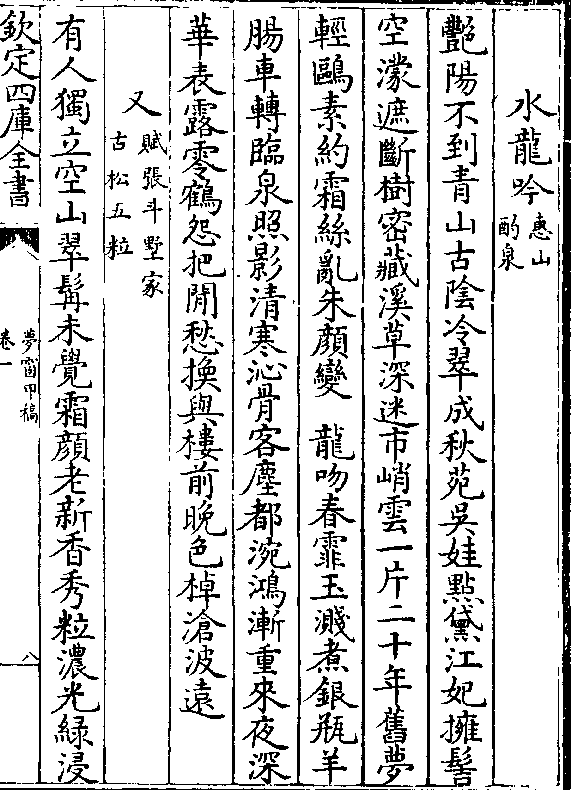 水龍吟惠山酌泉
豔陽不到青山古陰冷翠成秋苑吳娃點黛江妃擁髻
空濛遮斷樹密藏溪草深迷市峭雲一片二十年舊夢
輕鷗素約霜絲亂朱顔變　龍吻春霏玉濺煮銀瓶羊
腸車轉臨泉照影清寒沁骨客塵都浣鴻漸重來夜深
華表露零鶴怨把閒愁換與樓前晚色棹滄波遠
又賦張斗墅家古松五粒
有人獨立空山翠髯未覺霜顔老新香秀粒濃光緑浸
欽定四庫全書
夢窗甲稿
卷一
八